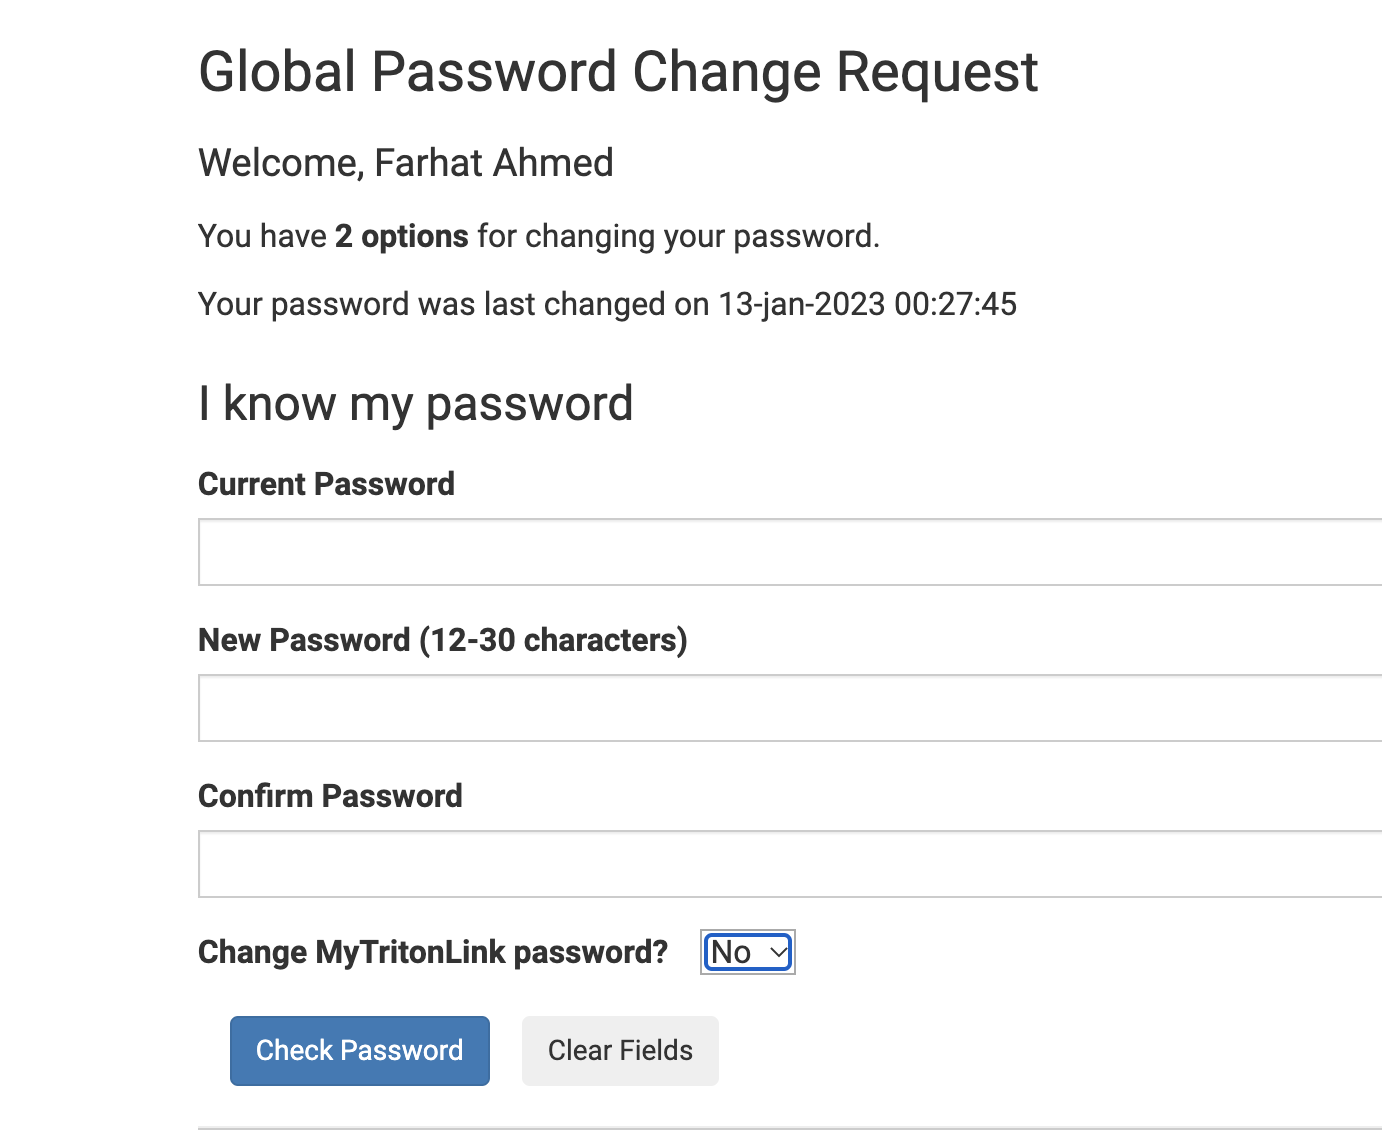 Global Password Change Request
Welcome, Farhat Ahmed
You have 2 options for changing your password.
Your password was last changed on 13-jan-2023 00:27:45
I know my password
Current Password
New Password (12-30 characters)
Confirm Password
Change MyTritonLink password? No
Check Password Clear Fields